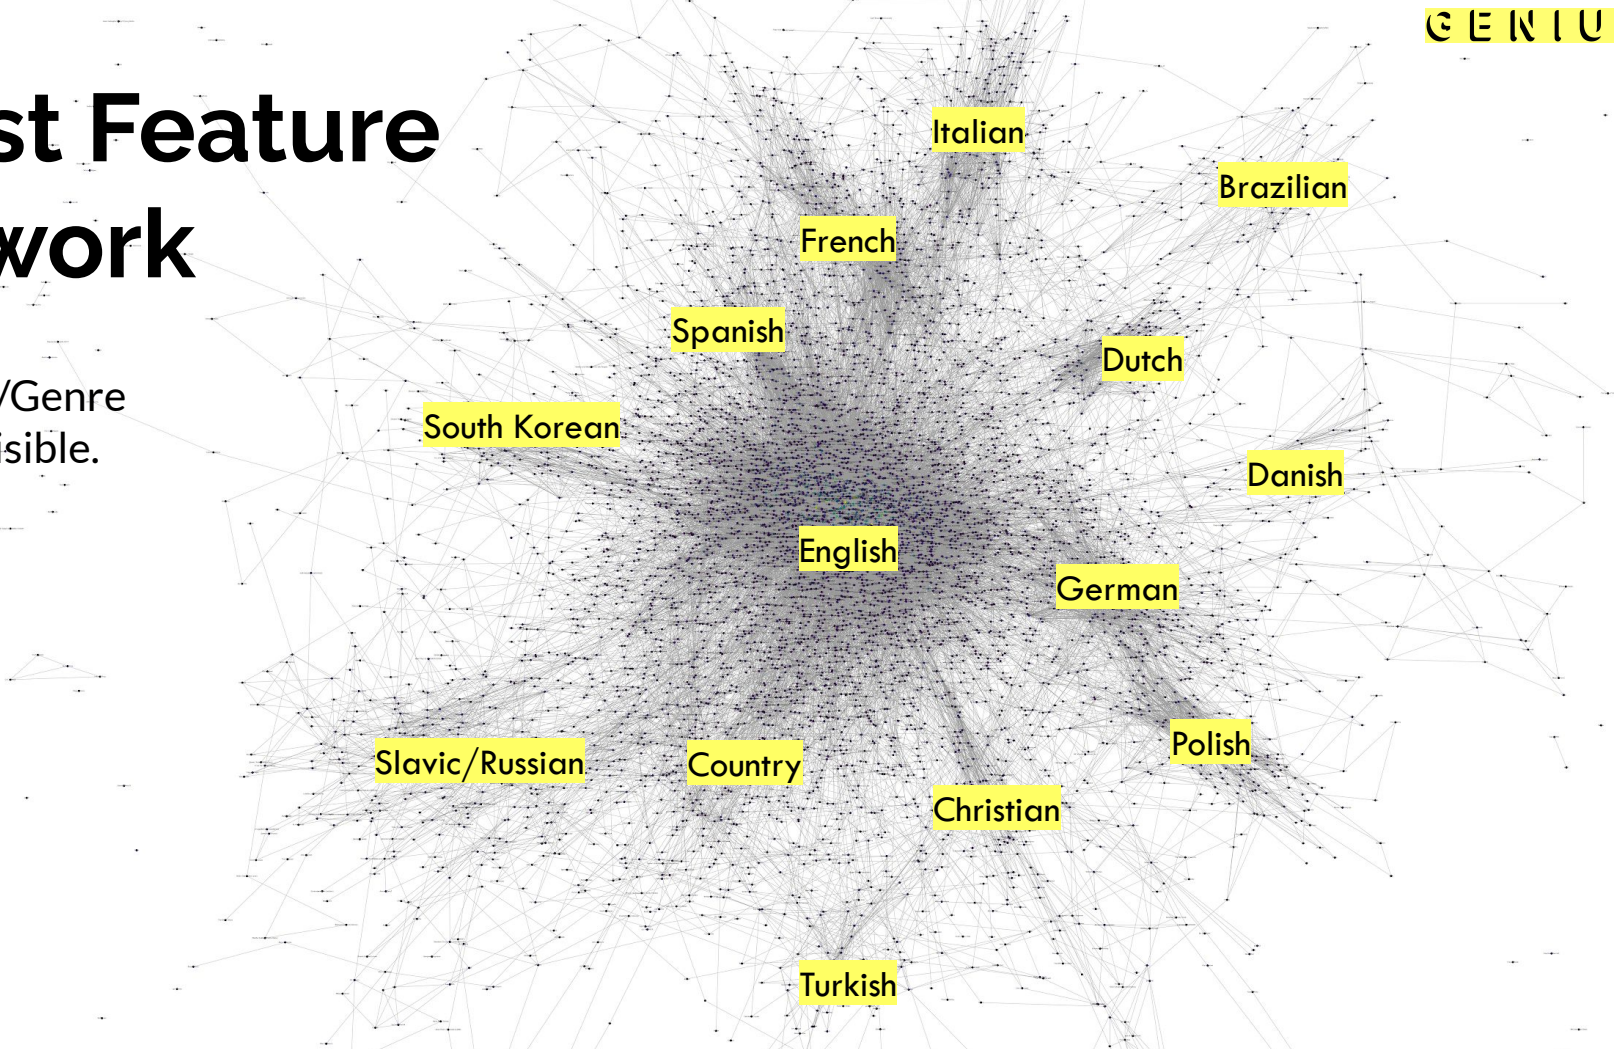 GENIU
st Feature
work
/Genre
isible.
Italian
Brazilian
French
Spanish
Dutch
South Korean
Danish
English
German
Polish
Slavic/Russian
Country
Christian
Turkish